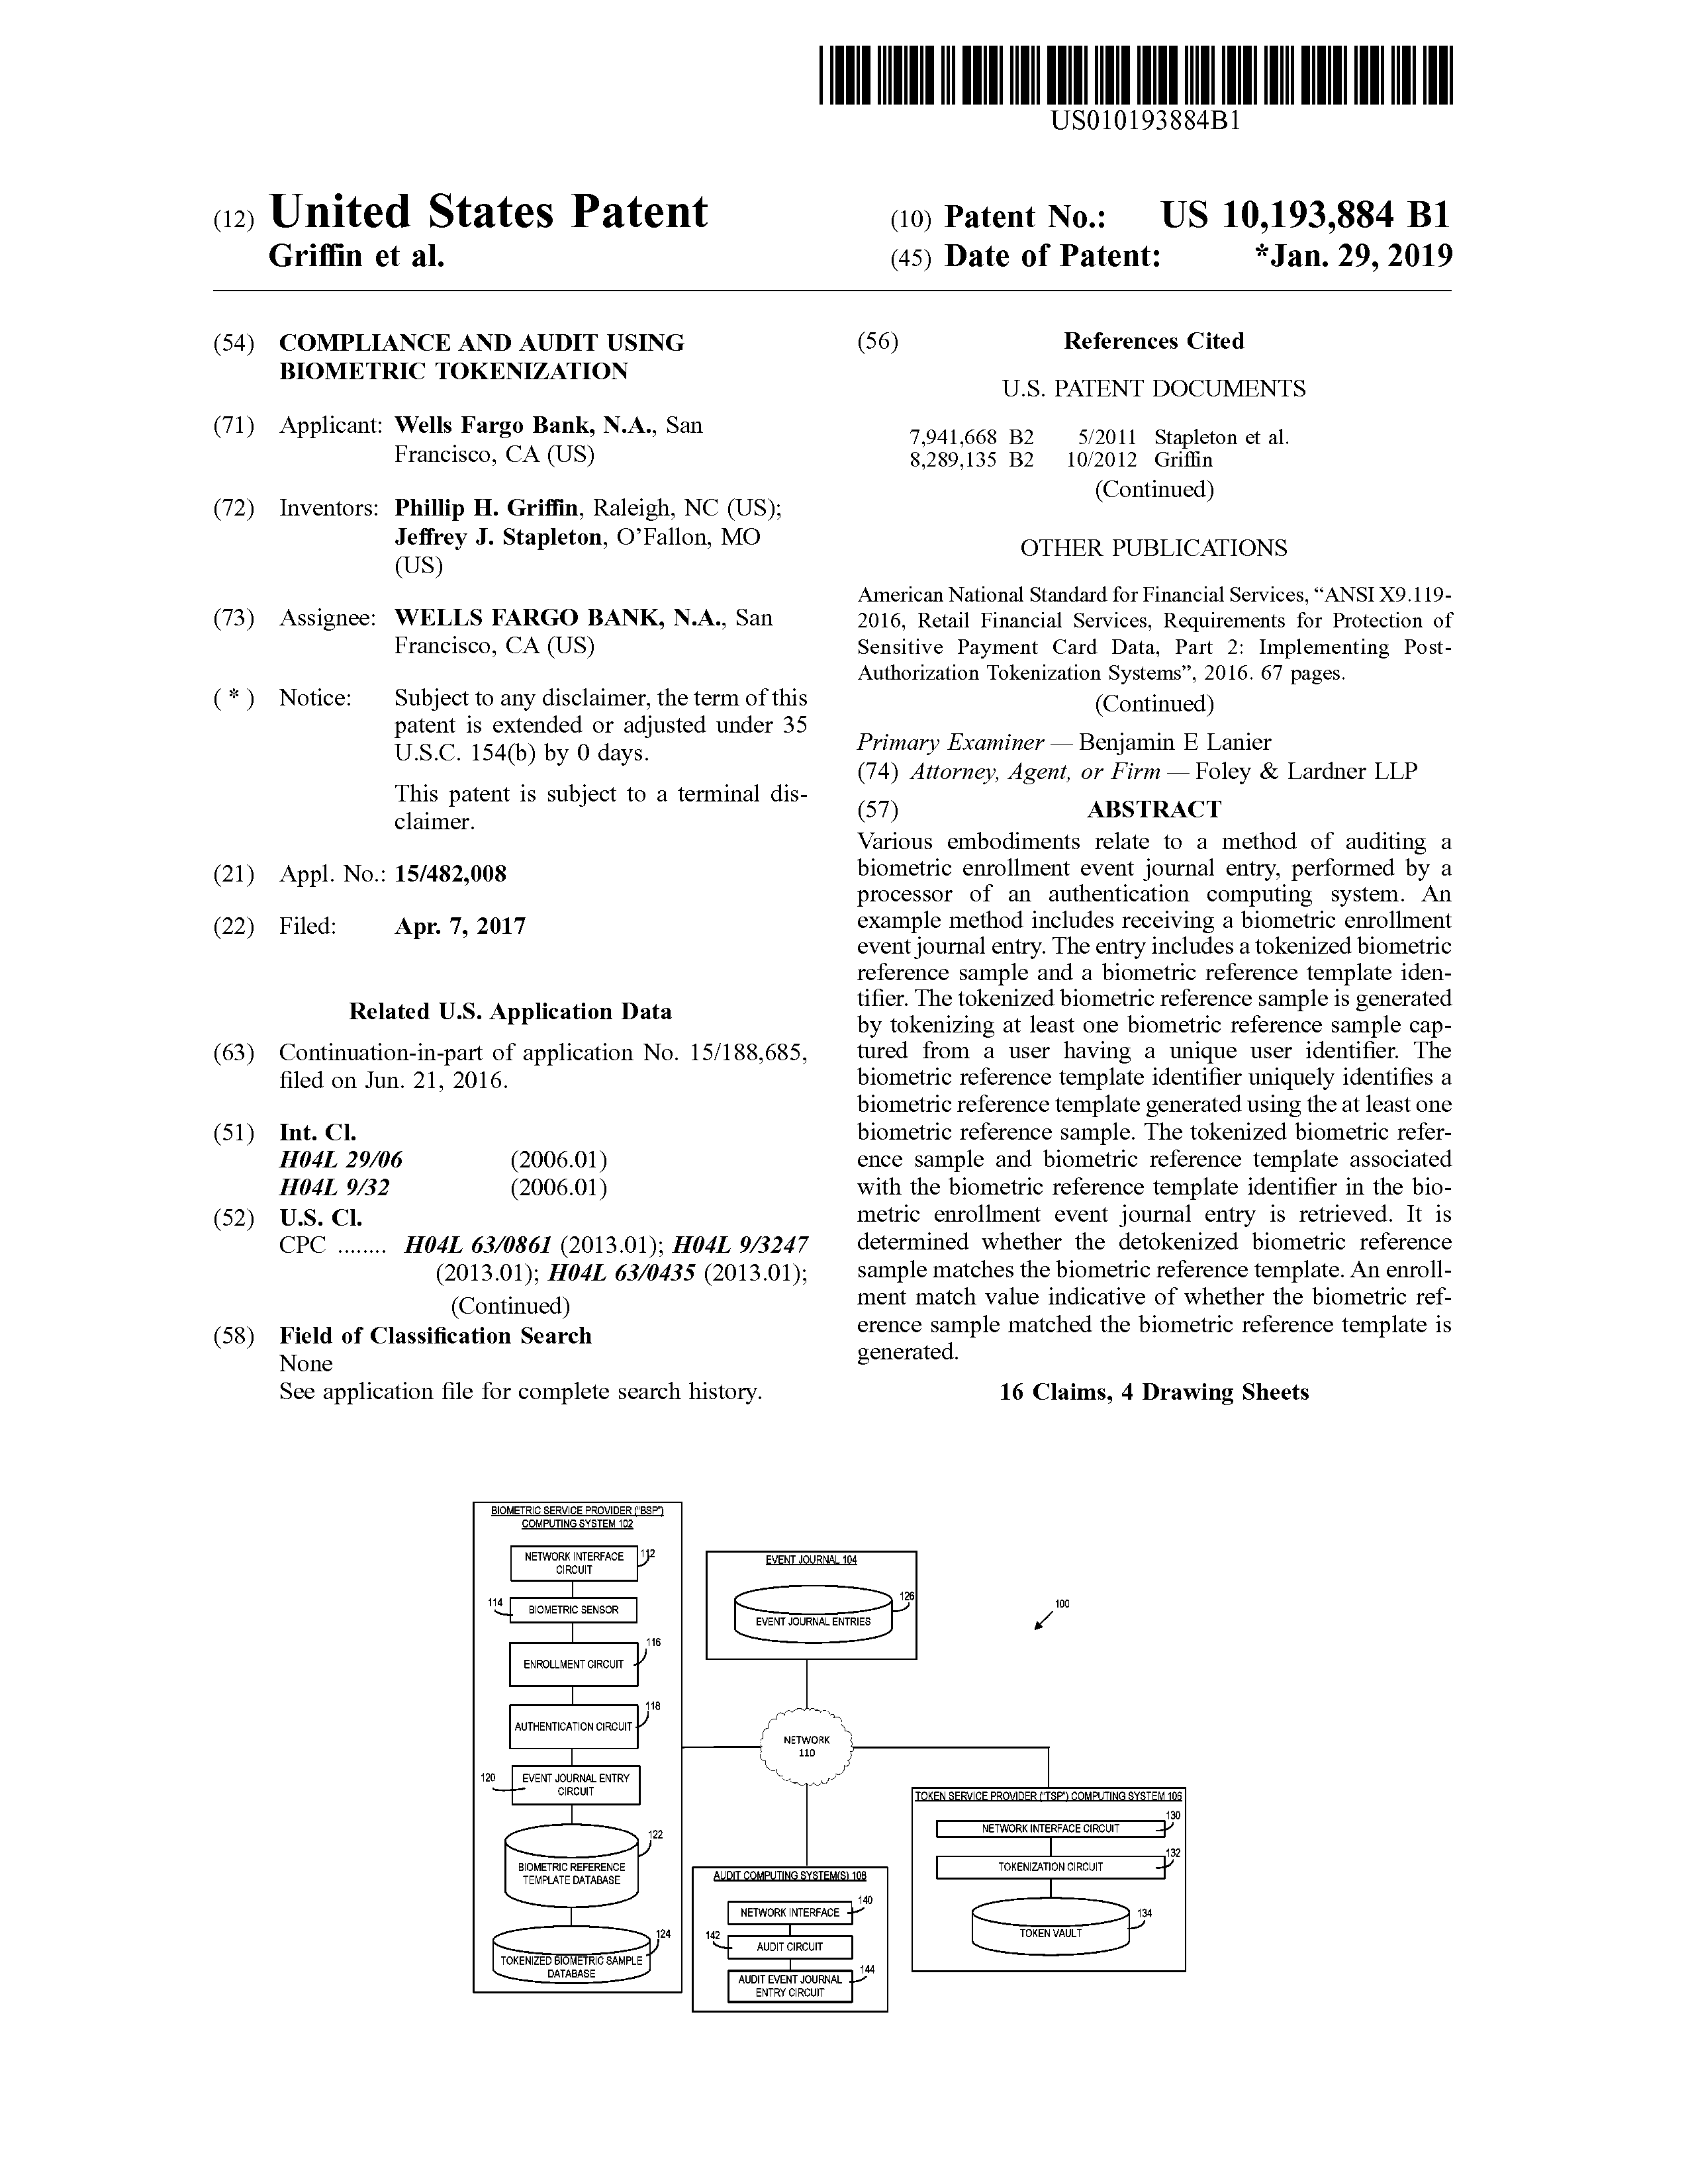 US010193884B1
(12) United States Patent
Griffin et al.
(10) Patent No.: US 10,193,884 B1
(45) Date of Patent: *Jan. 29, 2019
(54) COMPLIANCE AND AUDIT USING
BIOMETRIC TOKENIZATION
(71) Applicant: Wells Fargo Bank, N.A., San
Francisco, CA (US)
(72) Inventors: Phillip H. Griffin, Raleigh, NC (US);
Jeffrey J. Stapleton, O'Fallon, MO
(US)
(73) Assignee: WELLS FARGO BANK, N.A., San
Francisco, CA (US)
( * ) Notice: Subject to any disclaimer, the term of this
patent is extended or adjusted under 35
U.S.C. 154(b) by 0 days.
This patent is subject to a terminal dis-
claimer.
(21) Appl. No.: 15/482,008
(22) Filed: Apr. 7, 2017
Related U.S. Application Data
(63) Continuation-in-part of application No. 15/188,685,
filed on Jun. 21, 2016.
(51) Int. Cl.
H04L 29/06 (2006.01)
H04L 9/32 (2006.01)
(52) U.S. Cl.
CPC ........ H04L 63/0861 (2013.01); H04L 9/3247
(2013.01); H04L 63/0435 (2013.01);
(Continued)
(58) Field of Classification Search
None
See application file for complete search history.
(56) References Cited
U.S. PATENT DOCUMENTS
7,941,668 B2 5/2011 Stapleton et al.
8,289,135 B2 10/2012 Griffin
(Continued)
OTHER PUBLICATIONS
American National Standard for Financial Services, “ANSI X9.119-
2016, Retail Financial Services, Requirements for Protection of
Sensitive Payment Card Data, Part 2: Implementing Post-
Authorization Tokenization Systems”, 2016. 67 pages.
(Continued)
Primary Examiner — Benjamin E Lanier
(74) Attorney, Agent, or Firm — Foley & Lardner LLP
(57) ABSTRACT
Various embodiments relate to a method of auditing a
biometric enrollment event journal entry, performed by a
processor of an authentication computing system. An
example method includes receiving a biometric enrollment
event journal entry. The entry includes a tokenized biometric
reference sample and a biometric reference template iden-
tifier. The tokenized biometric reference sample is generated
by tokenizing at least one biometric reference sample cap-
tured from a user having a unique user identifier. The
biometric reference template identifier uniquely identifies a
biometric reference template generated using the at least one
biometric reference sample. The tokenized biometric refer-
ence sample and biometric reference template associated
with the biometric reference template identifier in the bio-
metric enrollment event journal entry is retrieved. It is
determined whether the detokenized biometric reference
sample matches the biometric reference template. An enroll-
ment match value indicative of whether the biometric ref-
erence sample matched the biometric reference template is
generated.
16 Claims, 4 Drawing Sheets
BIOMETRIC SERVICE PROVIDER ("BSP")
COMPUTING SYSTEM 102
NETWORK INTERFACE
CIRCUIT
112
114
BIOMETRIC SENSOR
116
ENROLLMENT CIRCUIT
118
AUTHENTICATION CIRCUIT
120
EVENT JOURNAL ENTRY
CIRCUIT
122
BIOMETRIC REFERENCE
TEMPLATE DATABASE
124
TOKENIZED BIOMETRIC SAMPLE
DATABASE
EVENT JOURNAL 104
126
EVENT JOURNAL ENTRIES
100
NETWORK
110
AUDIT COMPUTING SYSTEM(S) 108
140
NETWORK INTERFACE
142
AUDIT CIRCUIT
144
AUDIT EVENT JOURNAL
ENTRY CIRCUIT
TOKEN SERVICE PROVIDER ("TSP") COMPUTING SYSTEM 106
130
NETWORK INTERFACE CIRCUIT
132
TOKENIZATION CIRCUIT
134
TOKEN VAULT